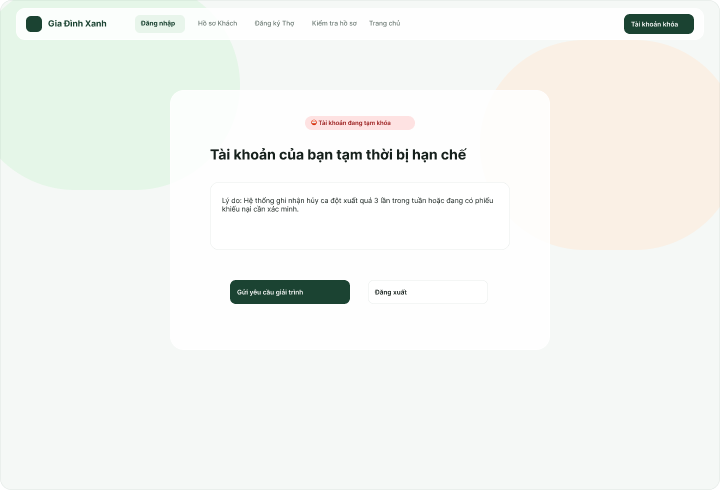 Gia Đình Xanh
Đăng nhập
Hồ sơ Khách
Đăng ký Thợ
Kiểm tra hồ sơ
Trang chủ
Tài khoản khóa
Tài khoản đang tạm khóa
Tài khoản của bạn tạm thời bị hạn chế
Lý do: Hệ thống ghi nhận hủy ca đột xuất quá 3 lần trong tuần hoặc đang có phiếu
khiếu nại cần xác minh.
Gửi yêu cầu giải trình
Đăng xuất